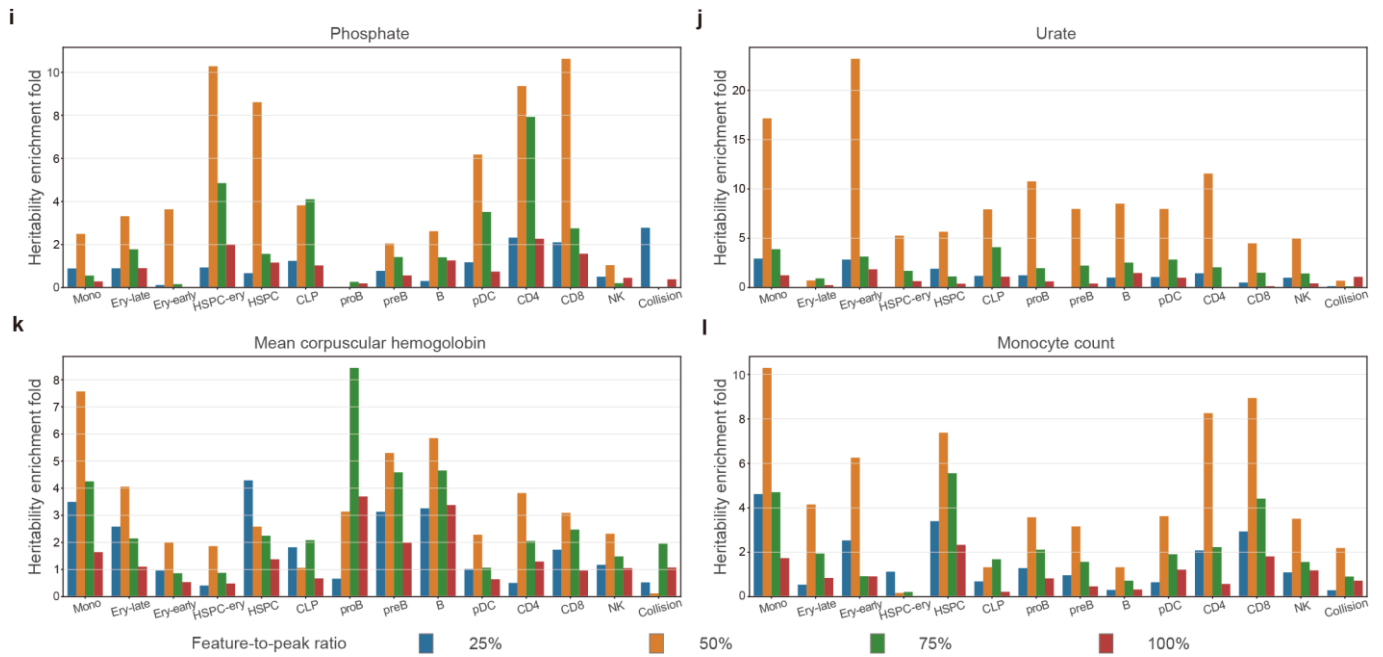 i
Phosphate
Heritability enrichment fold
10
8
6
4
2
0
Mono Ery-late Ery-early HSPC-ery HSPC CLP proB preB B pDC CD4 CD8 NK Collision
j
Urate
Heritability enrichment fold
20
15
10
5
0
Mono Ery-late Ery-early HSPC-ery HSPC CLP proB preB B pDC CD4 CD8 NK Collision
k
Mean corpuscular hemogolobin
Heritability enrichment fold
8
7
6
5
4
3
2
1
0
Mono Ery-late Ery-early HSPC-ery HSPC CLP proB preB B pDC CD4 CD8 NK Collision
l
Monocyte count
Heritability enrichment fold
10
8
6
4
2
0
Mono Ery-late Ery-early HSPC-ery HSPC CLP proB preB B pDC CD4 CD8 NK Collision
Feature-to-peak ratio 25% 50% 75% 100%